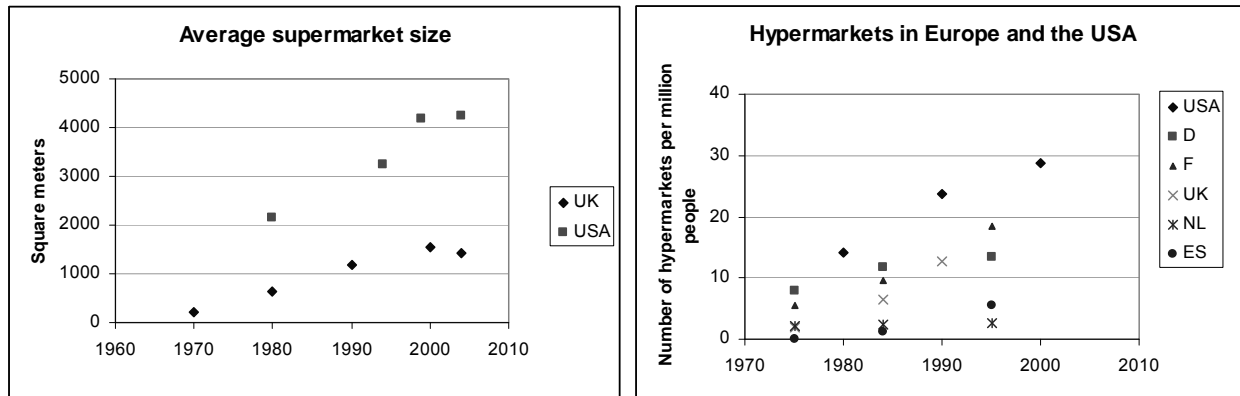 Average supermarket size
Square meters
5000
4000
3000
2000
1000
0
1960 1970 1980 1990 2000 2010
UK
USA
Hypermarkets in Europe and the USA
Number of hypermarkets per million
people
40
30
20
10
0
1970 1980 1990 2000 2010
USA
D
F
UK
NL
ES